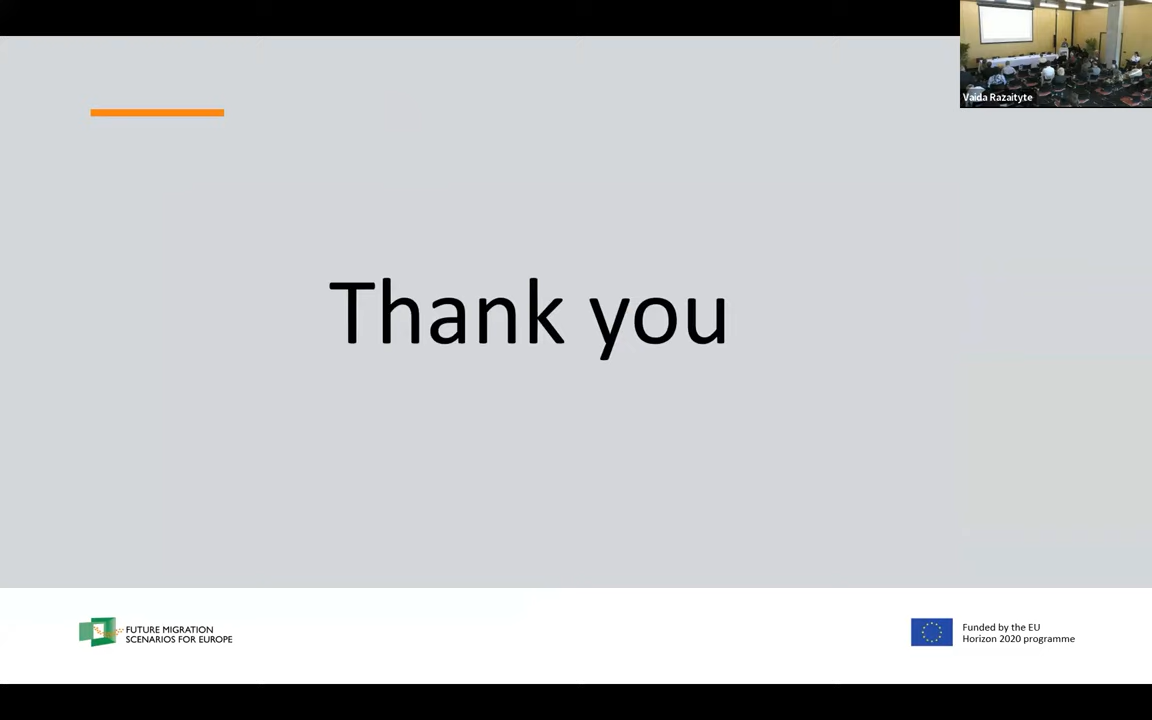 Vaida Razaityte
Thank you
FUTURE MIGRATION
SCENARIOS FOR EUROPE
Funded by the EU
Horizon 2020 programme